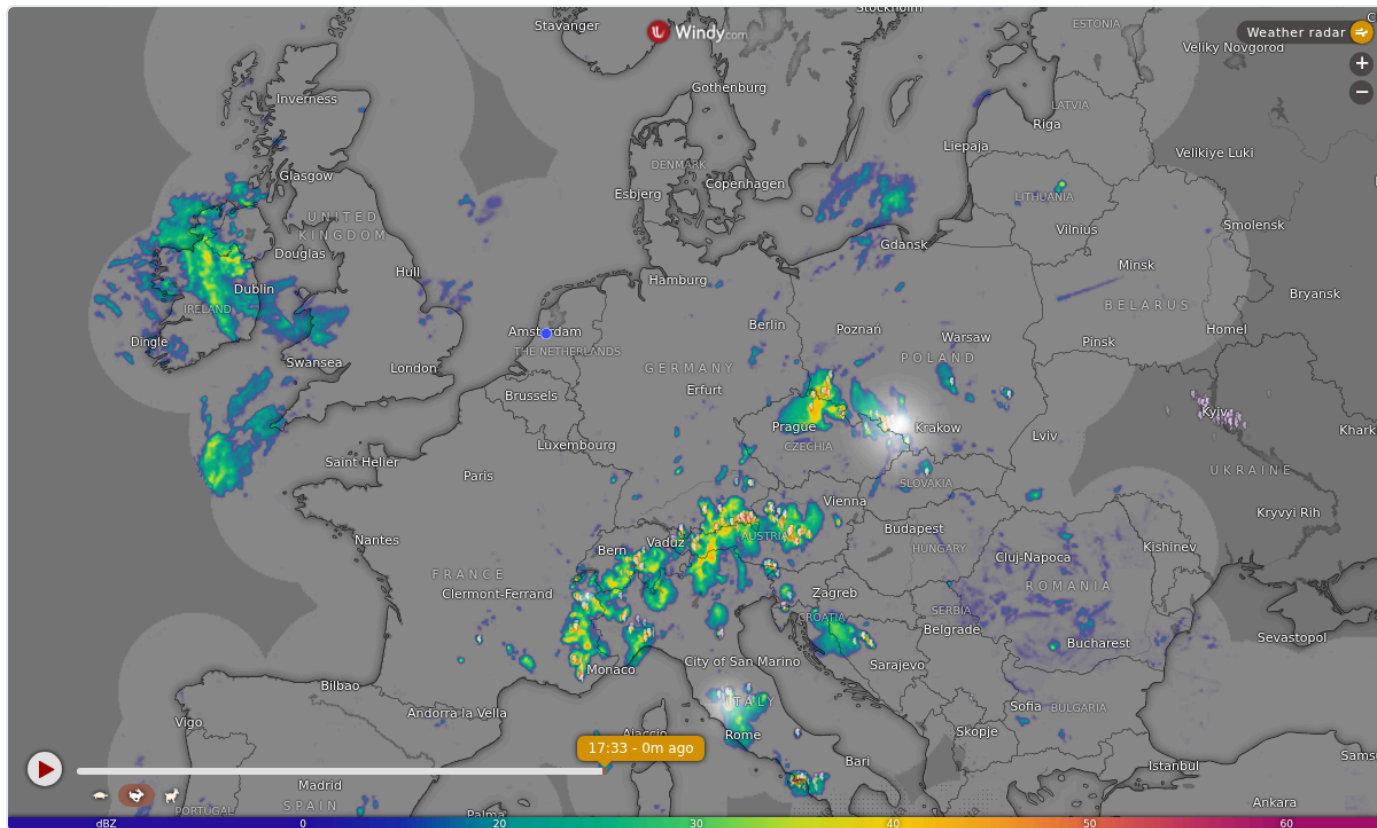 Stavanger
Stockholm
ESTONIA
Windy.com
Weather radar
Veliky Novgorod
+
−
Inverness
Gothenburg
LATVIA
Riga
Liepaja
Velikiye Luki
Glasgow
DENMARK
Esbjerg
Copenhagen
LITHUANIA
UNITED
KINGDOM
Vilnius
Smolensk
Douglas
Gdańsk
Hull
Minsk
Hamburg
Dublin
Bryansk
IRELAND
BELARUS
Dingle
Amsterdam
Berlin
Poznań
Warsaw
Pinsk
Homel
THE NETHERLANDS
POLAND
Swansea
London
GERMANY
Brussels
Erfurt
Kyiv
Prague
Krakow
Lviv
Khark
Luxembourg
CZECHIA
Saint Helier
Paris
UKRAINE
SLOVAKIA
Vienna
Kryvyi Rih
Nantes
Bern
Vaduz
AUSTRIA
Budapest
HUNGARY
Cluj-Napoca
Kishinev
FRANCE
ROMANIA
Clermont-Ferrand
Zagreb
SERBIA
CROATIA
Belgrade
Bucharest
Sevastopol
Monaco
City of San Marino
Sarajevo
Bilbao
ITALY
Vigo
Andorra la Vella
Sofia
BULGARIA
Ajaccio
Rome
Skopje
17:33 - 0m ago
Bari
Istanbul
Sams
Madrid
SPAIN
PORTUGAL
Palma
Ankara
dBZ 0 20 30 40 50 60